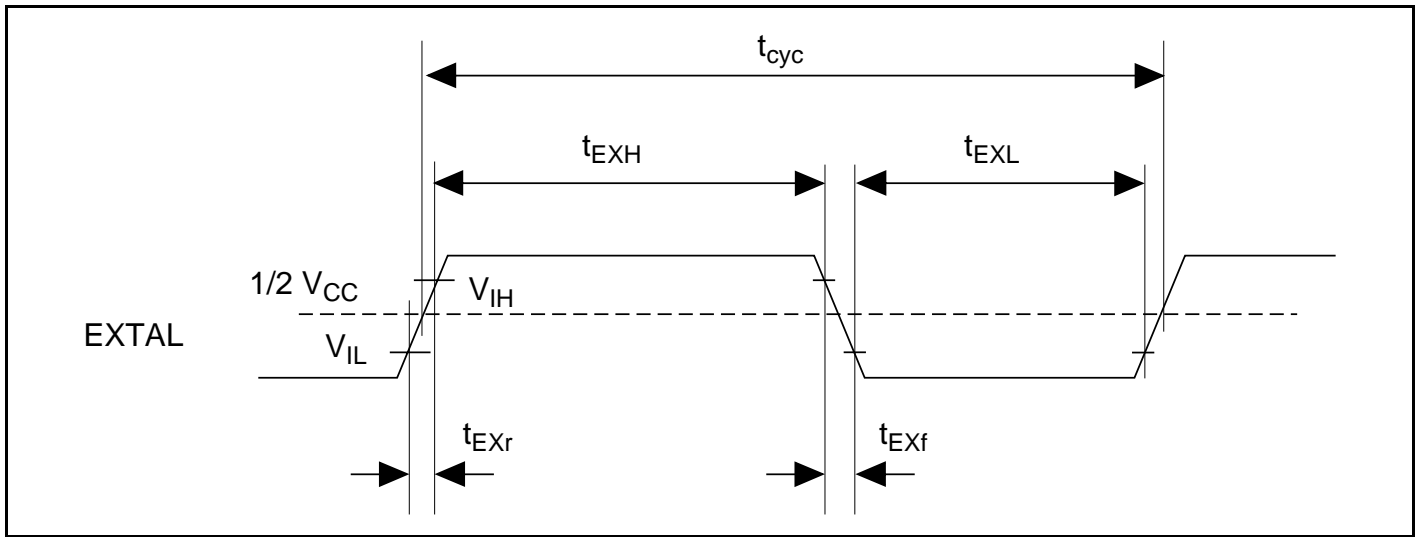 tcyc
tEXH
tEXL
1/2 VCC
VIH
EXTAL
VIL
tEXr
tEXf